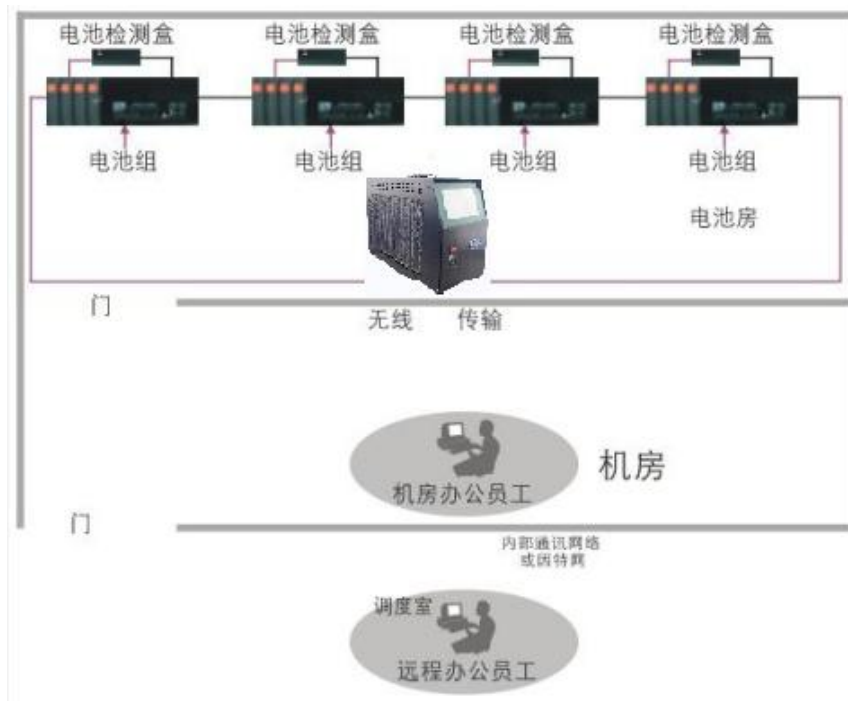 电池检测盒 电池检测盒 电池检测盒 电池检测盒
电池组 电池组 电池组 电池组
电池房
门
无线 传输
机房
机房办公员工
门
内部通讯网络
或因特网
调度室
远程办公员工